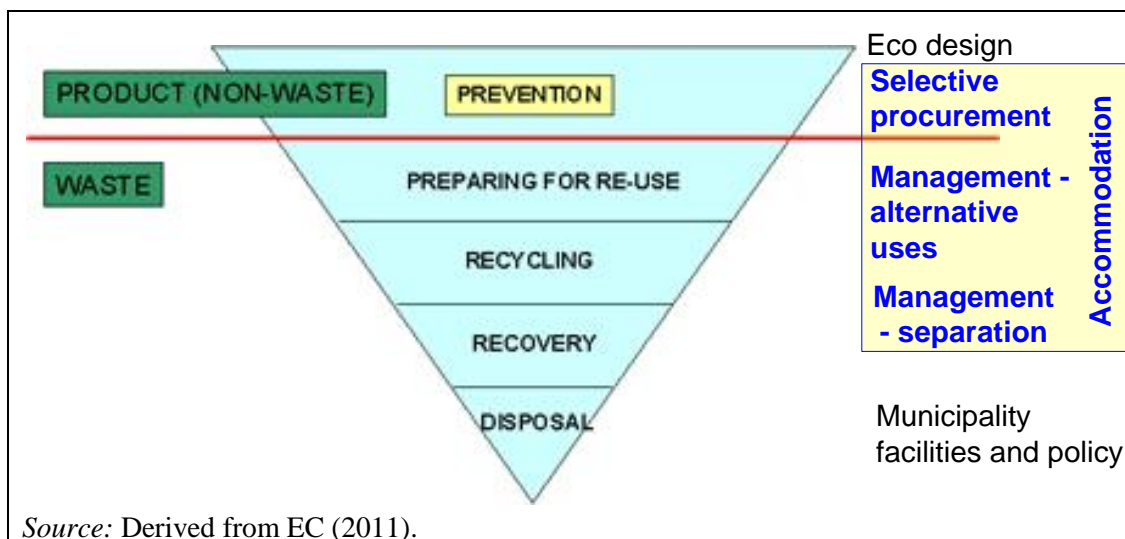 Eco design
PRODUCT (NON-WASTE)
PREVENTION
Selective
procurement
WASTE
PREPARING FOR RE-USE
Management -
alternative
uses
RECYCLING
Management
- separation
Accommodation
RECOVERY
DISPOSAL
Municipality
facilities and policy
Source: Derived from EC (2011).